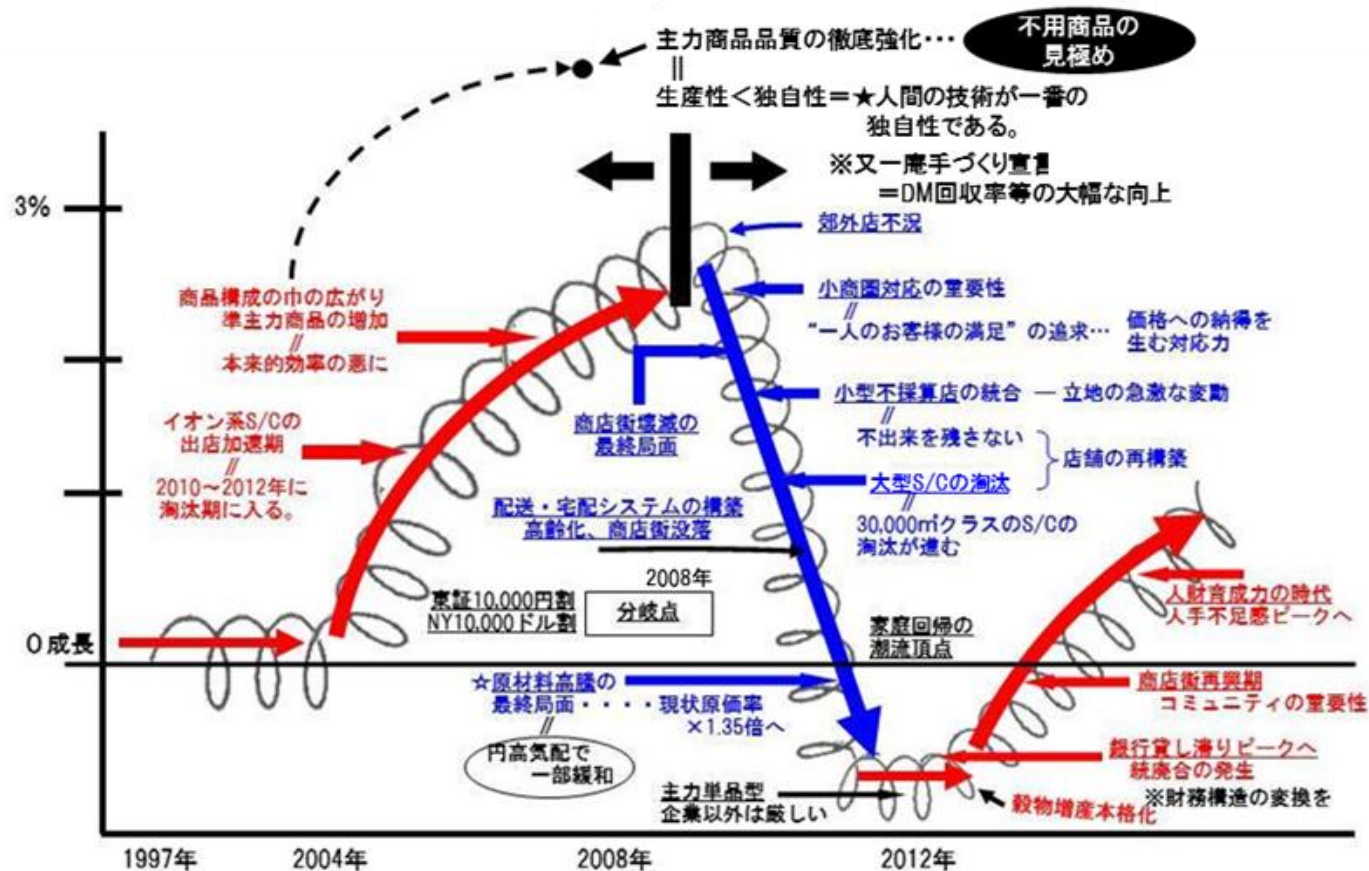 主力商品品質の徹底強化…
不用商品の
見極め
||
生産性<独自性=★人間の技術が一番の
独自性である。
※又一庵手づくり宣言
=DM回収率等の大幅な向上
3%
郊外店不況
商品構成の巾の広がり
準主力商品の増加
//
本来的効率の悪に
小商圏対応の重要性
//
“一人のお客様の満足”の追求…
価格への納得を
生む対応力
イオン系S/Cの
出店加速期
//
2010~2012年に
淘汰期に入る。
商店街壊滅の
最終局面
小型不採算店の統合 ― 立地の急激な変動
//
不出来を残さない
店舗の再構築
大型S/Cの淘汰
//
30,000㎡クラスのS/Cの
淘汰が進む
配送・宅配システムの構築
高齢化、商店街没落
2008年
東証10,000円割
NY10,000ドル割
分岐点
0成長
家庭回帰の
潮流頂点
人財育成力の時代
人手不足感ピークへ
☆原材料高騰の
最終局面・・・・現状原価率
×1.35倍へ
//
円高気配で
一部緩和
商店街再興期
コミュニティの重要性
銀行貸し渋りピークへ
統廃合の発生
※財務構造の変換を
主力単品型
企業以外は厳しい
穀物増産本格化
1997年
2004年
2008年
2012年